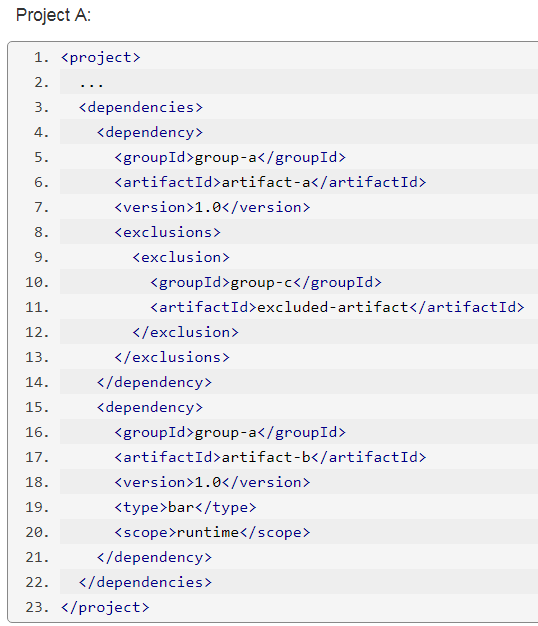 Project A:
1. <project>
2.   ...
3.   <dependencies>
4.     <dependency>
5.       <groupId>group-a</groupId>
6.       <artifactId>artifact-a</artifactId>
7.       <version>1.0</version>
8.       <exclusions>
9.         <exclusion>
10.           <groupId>group-c</groupId>
11.           <artifactId>excluded-artifact</artifactId>
12.         </exclusion>
13.       </exclusions>
14.     </dependency>
15.     <dependency>
16.       <groupId>group-a</groupId>
17.       <artifactId>artifact-b</artifactId>
18.       <version>1.0</version>
19.       <type>bar</type>
20.       <scope>runtime</scope>
21.     </dependency>
22.   </dependencies>
23. </project>